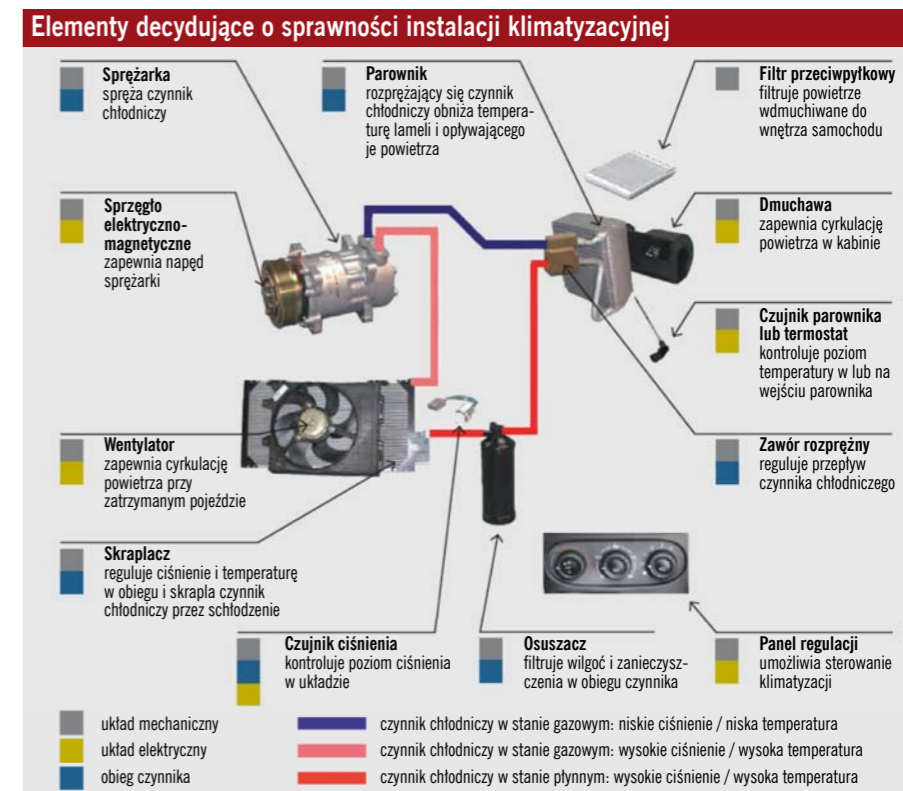 Elementy decydujące o sprawności instalacji klimatyzacyjnej
Sprężarka
spręża czynnik
chłodniczy
Parownik
rozprężający się czynnik
chłodniczy obniża tempera-
turę lameli i opływającego
je powietrza
Filtr przeciwpyłkowy
filtruje powietrze
wdmuchiwane do
wnętrza samochodu
Sprzęgło
elektryczno-
magnetyczne
zapewnia napęd
sprężarki
Dmuchawa
zapewnia cyrkulację
powietrza w kabinie
Czujnik parownika
lub termostat
kontroluje poziom
temperatury w lub na
wejściu parownika
Wentylator
zapewnia cyrkulację
powietrza przy
zatrzymanym pojeździe
Zawór rozprężny
reguluje przepływ
czynnika chłodniczego
Skraplacz
reguluje ciśnienie i temperaturę
w obiegu i skrapla czynnik
chłodniczy przez schłodzenie
Czujnik ciśnienia
kontroluje poziom ciśnienia
w układzie
Osuszacz
filtruje wilgoć i zanieczysz-
czenia w obiegu czynnika
Panel regulacji
umożliwia sterowanie
klimatyzacji
układ mechaniczny
czynnik chłodniczy w stanie gazowym: niskie ciśnienie / niska temperatura
układ elektryczny
czynnik chłodniczy w stanie gazowym: wysokie ciśnienie / wysoka temperatura
obieg czynnika
czynnik chłodniczy w stanie płynnym: wysokie ciśnienie / wysoka temperatura